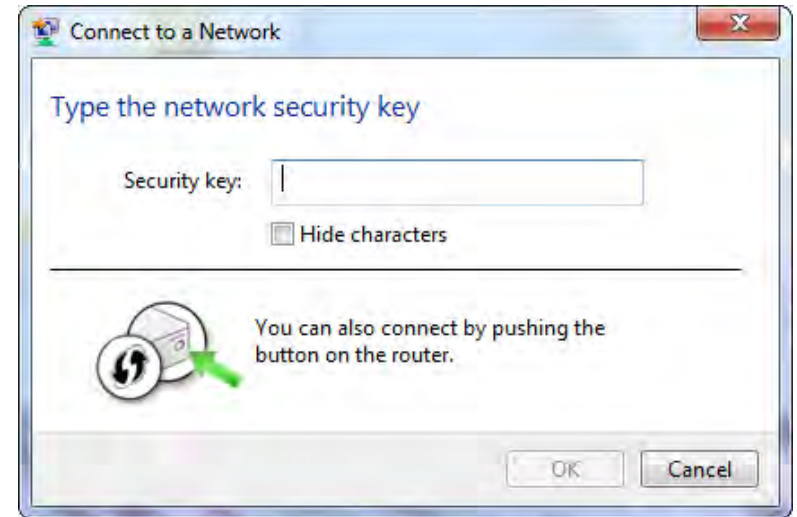 Connect to a Network
X
Type the network security key
Security key:
Hide characters
You can also connect by pushing the
button on the router.
OK
Cancel